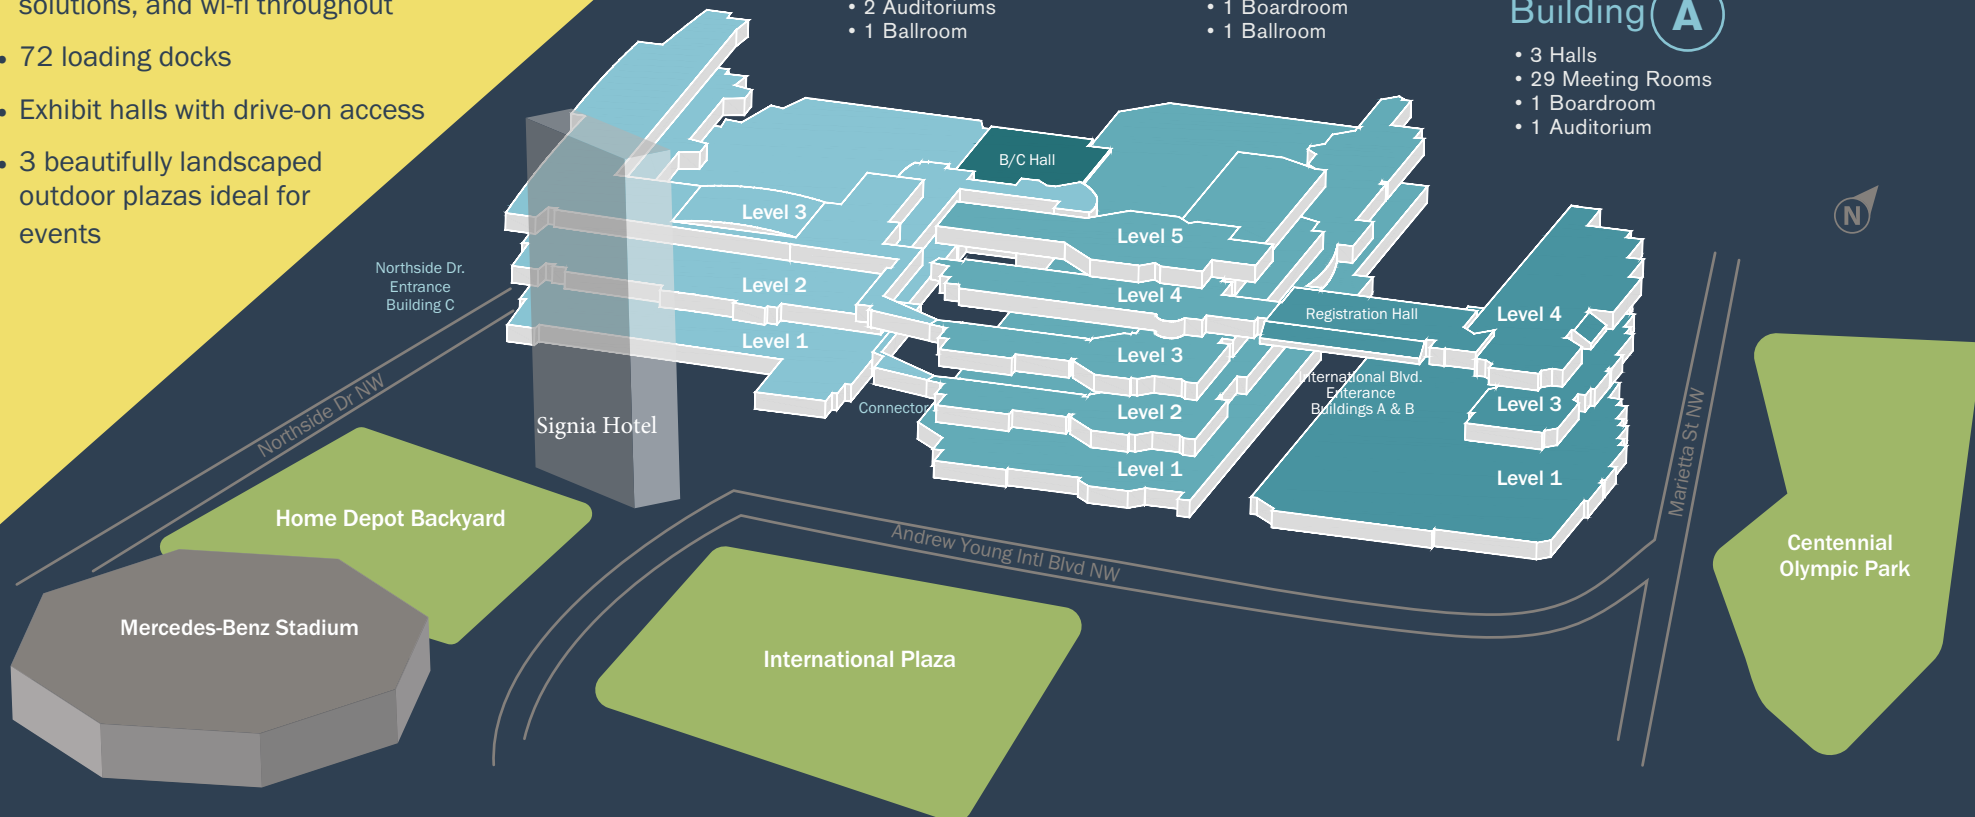 solutions, and wi-fi throughout
• 72 loading docks
• Exhibit halls with drive-on access
• 3 beautifully landscaped
outdoor plazas ideal for
events
• 2 Auditoriums
• 1 Ballroom
• 1 Boardroom
• 1 Ballroom
Building A
• 3 Halls
• 29 Meeting Rooms
• 1 Boardroom
• 1 Auditorium
N
B/C Hall
Level 3
Level 2
Level 1
Level 5
Level 4
Level 3
Level 2
Level 1
Registration Hall
Level 4
Level 3
Level 1
Northside Dr.
Entrance
Building C
Connector
International Blvd.
Enterance
Buildings A & B
Signia Hotel
Northside Dr NW
Andrew Young Intl Blvd NW
Marietta St NW
Home Depot Backyard
Mercedes-Benz Stadium
International Plaza
Centennial
Olympic Park